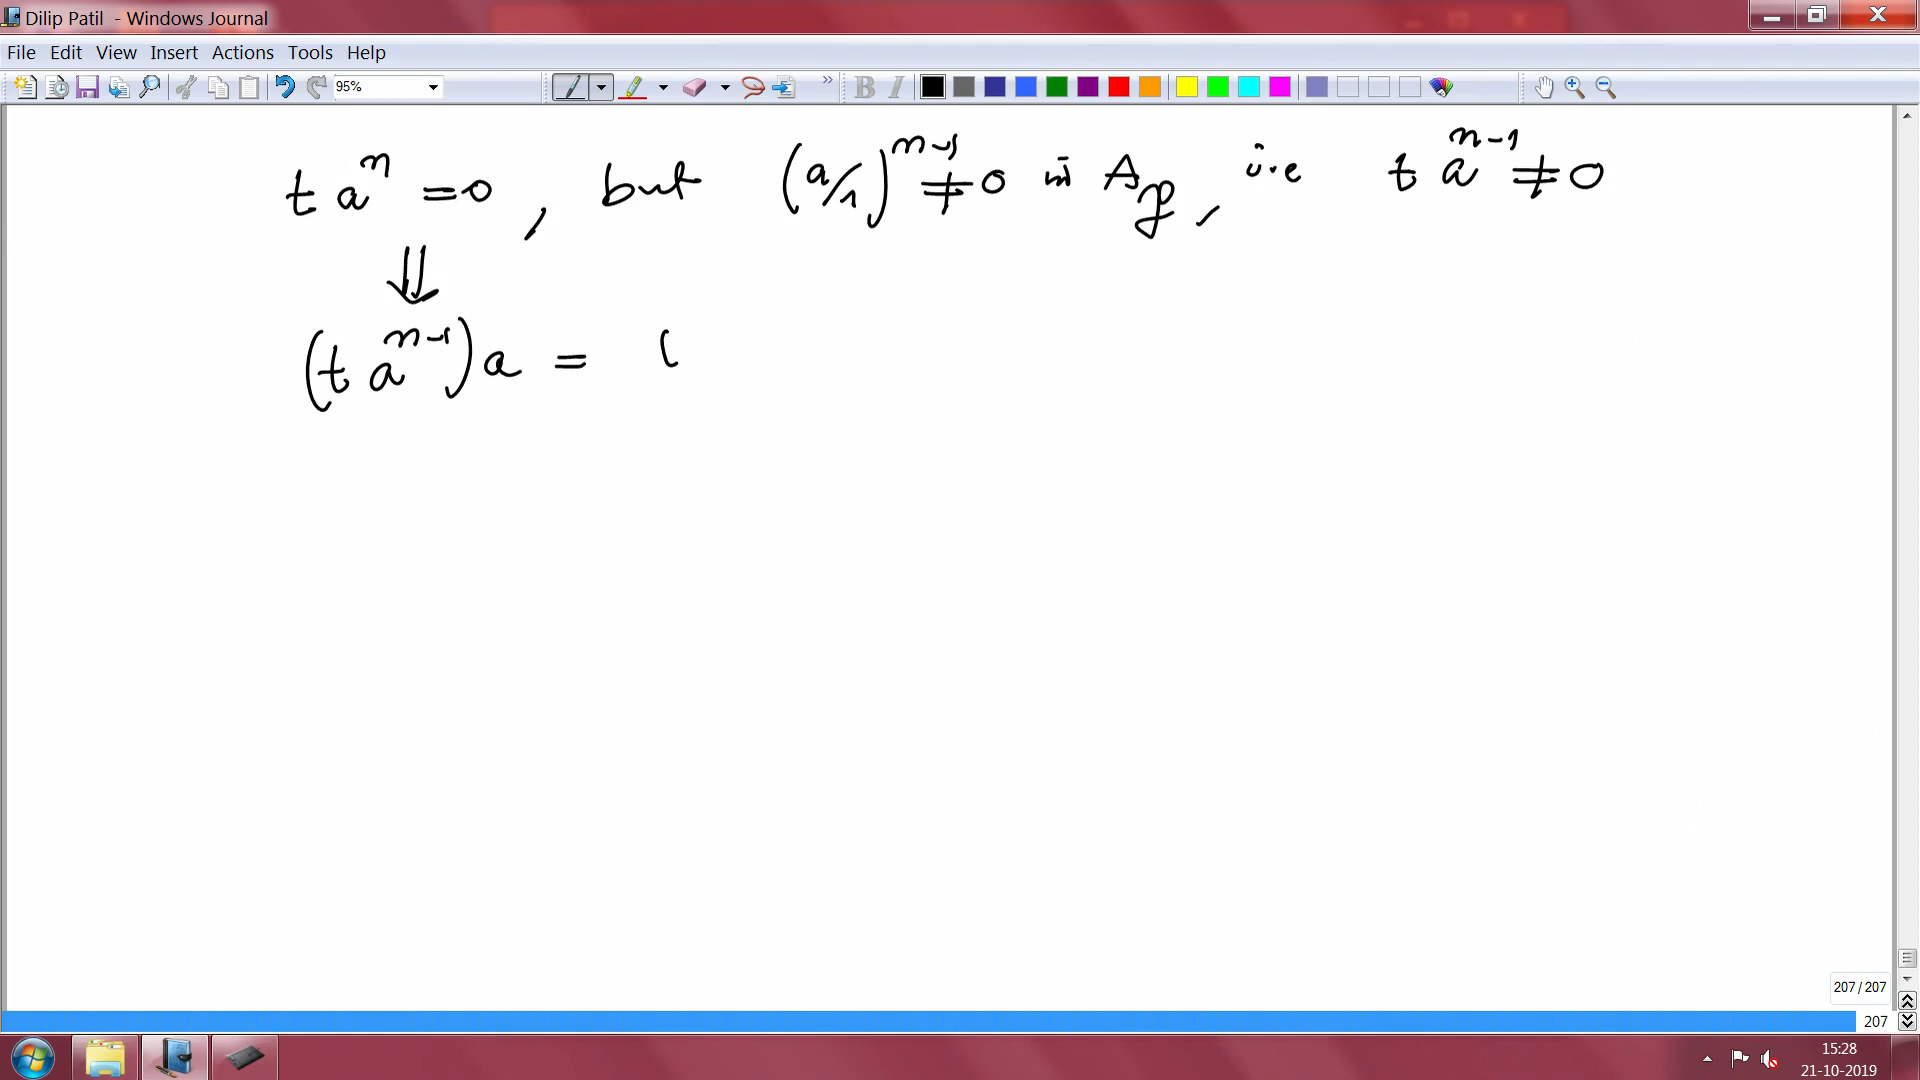 Dilip Patil - Windows Journal
File Edit View Insert Actions Tools Help
95%
B I
t a^n = 0, but (a/1)^{n-1} ≠ 0 in A_𝔭, i.e t a^{n-1} ≠ 0
⇓
(t a^{n-1}) a = (
207 / 207
207
15:28
21-10-2019